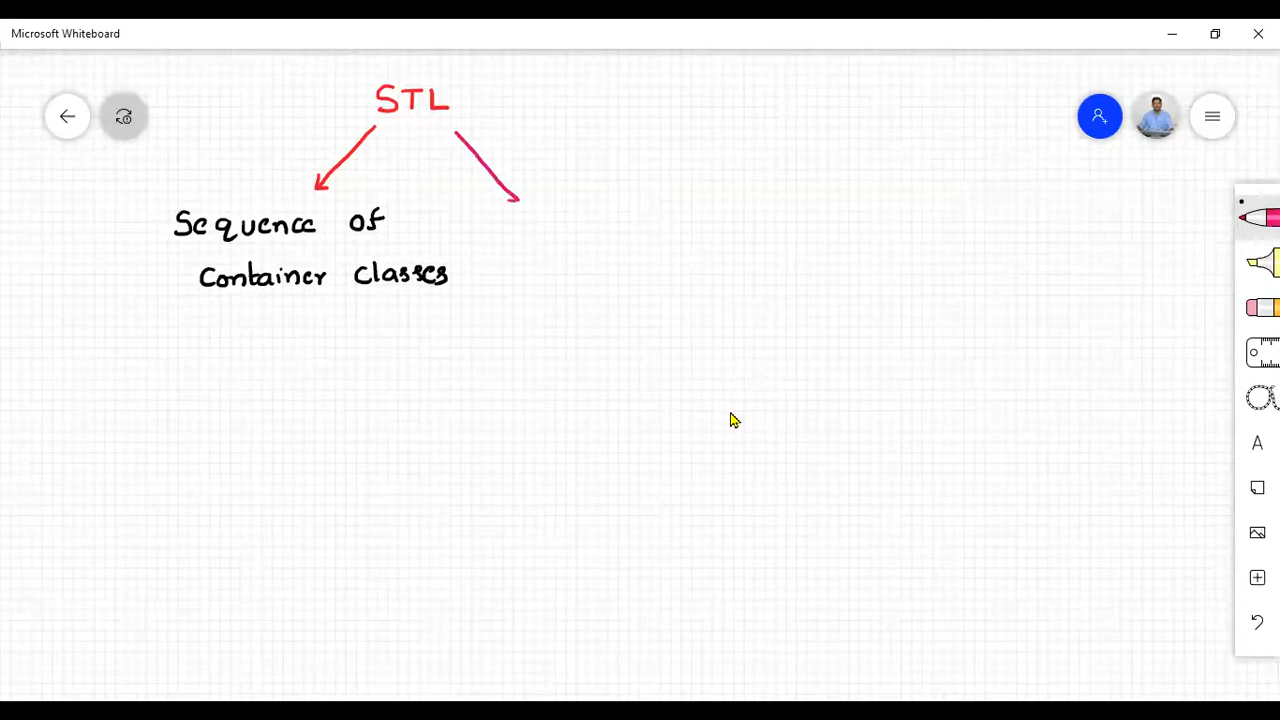 Microsoft Whiteboard
STL
Sequence of
Container Classes
A